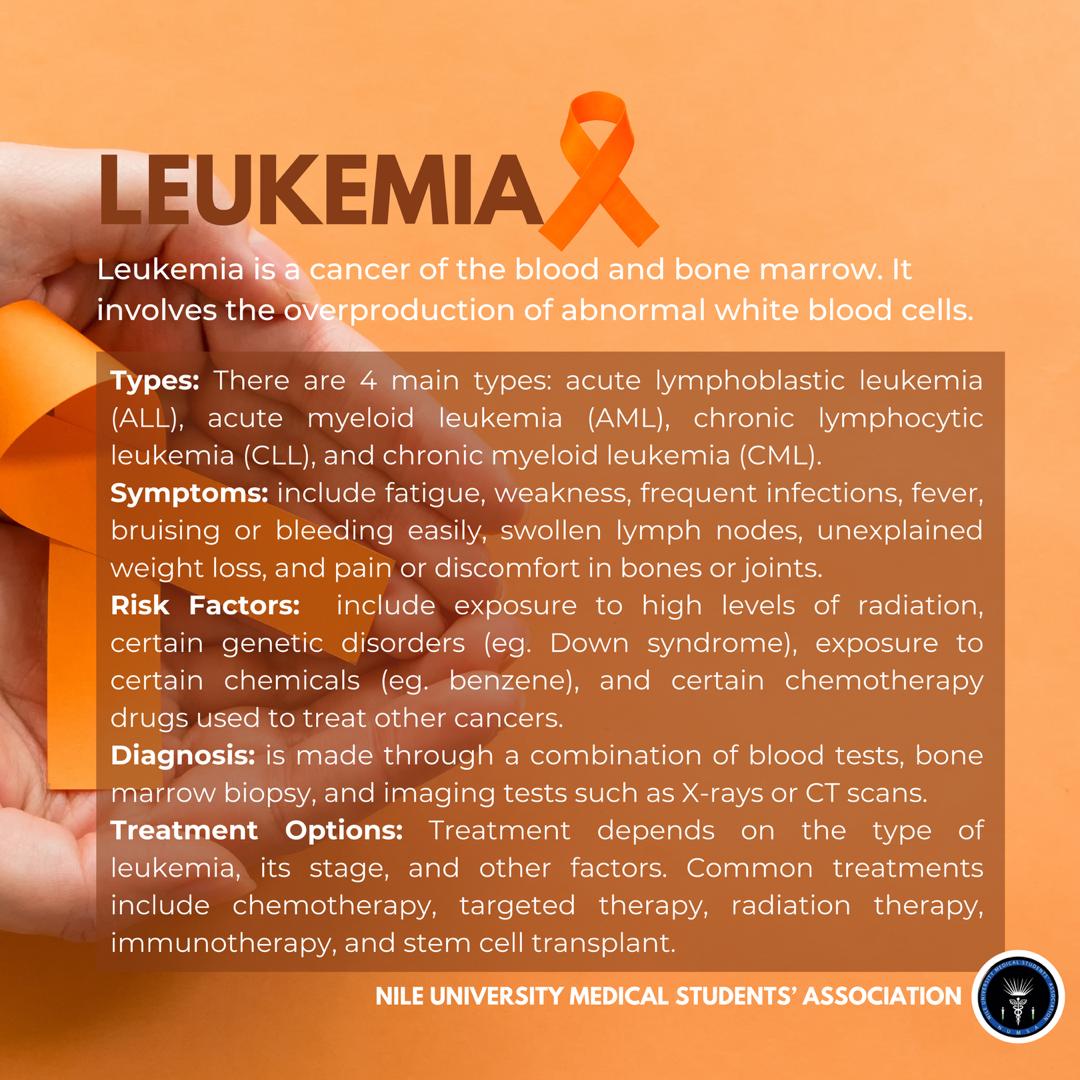 LEUKEMIA
Leukemia is a cancer of the blood and bone marrow. It
involves the overproduction of abnormal white blood cells.
Types: There are 4 main types: acute lymphoblastic leukemia
(ALL), acute myeloid leukemia (AML), chronic lymphocytic
leukemia (CLL), and chronic myeloid leukemia (CML).
Symptoms: include fatigue, weakness, frequent infections, fever,
bruising or bleeding easily, swollen lymph nodes, unexplained
weight loss, and pain or discomfort in bones or joints.
Risk Factors: include exposure to high levels of radiation,
certain genetic disorders (eg. Down syndrome), exposure to
certain chemicals (eg. benzene), and certain chemotherapy
drugs used to treat other cancers.
Diagnosis: is made through a combination of blood tests, bone
marrow biopsy, and imaging tests such as X-rays or CT scans.
Treatment Options: Treatment depends on the type of
leukemia, its stage, and other factors. Common treatments
include chemotherapy, targeted therapy, radiation therapy,
immunotherapy, and stem cell transplant.
NILE UNIVERSITY MEDICAL STUDENTS’ ASSOCIATION
NILE UNIVERSITY MEDICAL STUDENTS' ASSOCIATION
NUMSA